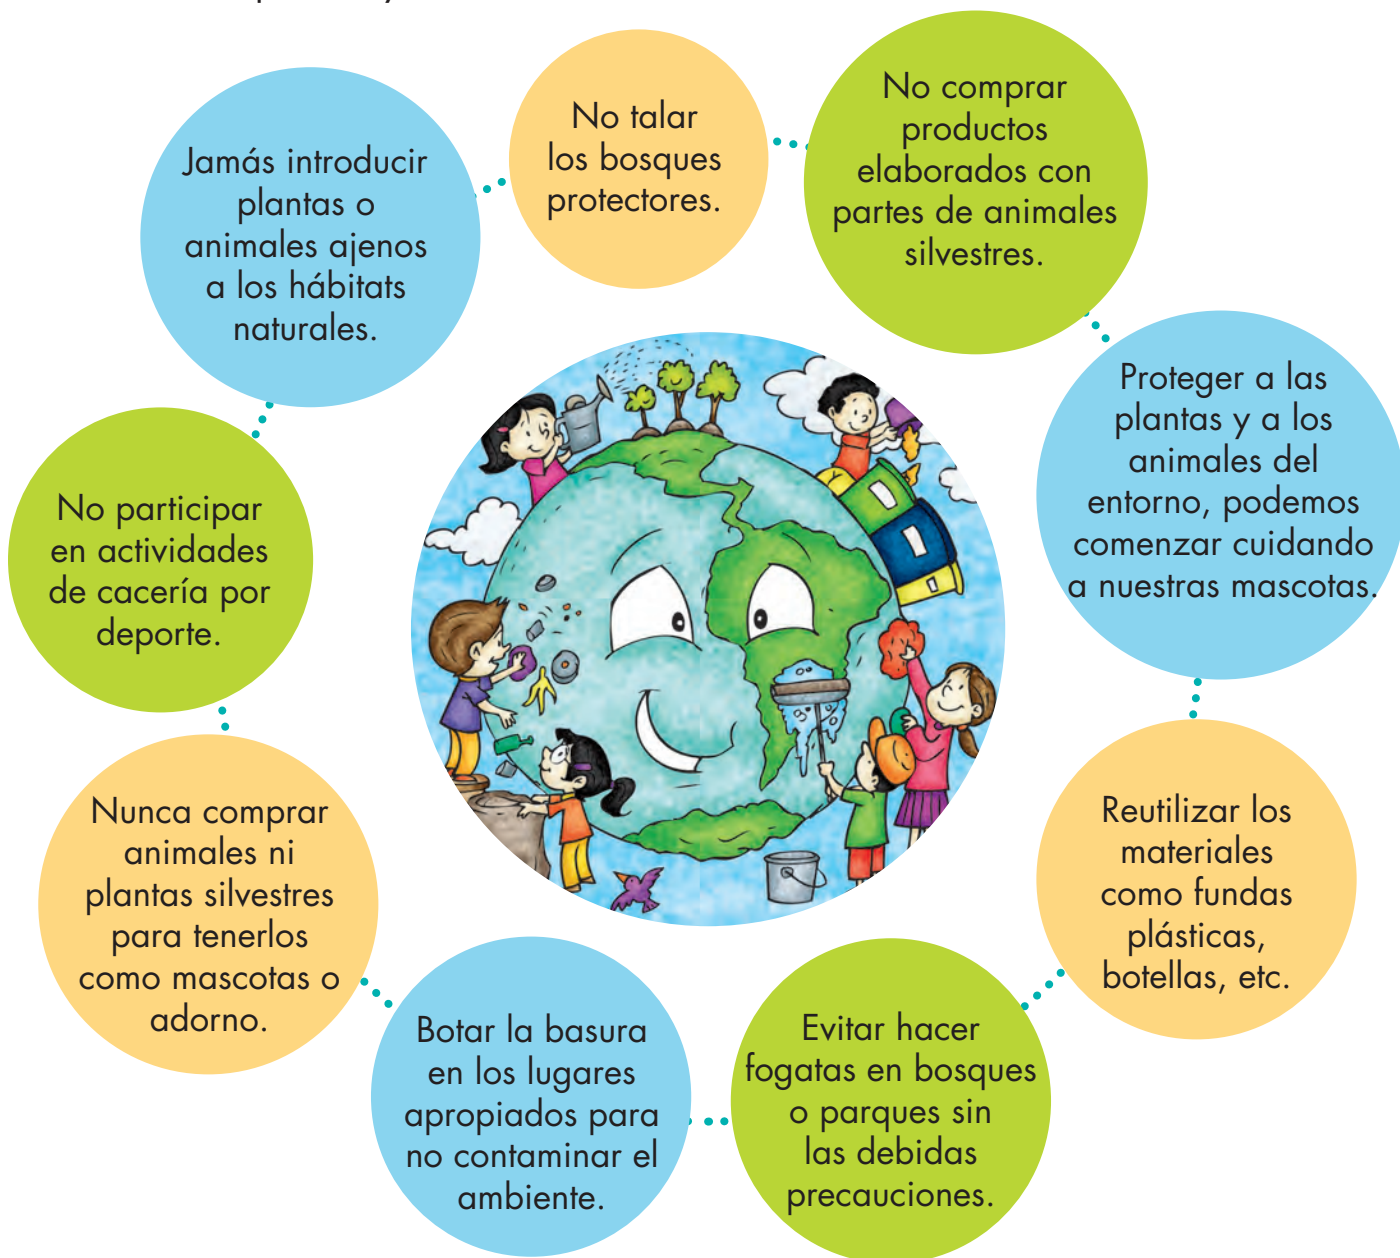 No talar
los bosques
protectores.
No comprar
productos
elaborados con
partes de animales
silvestres.
Proteger a las
plantas y a los
animales del
entorno, podemos
comenzar cuidando
a nuestras mascotas.
Reutilizar los
materiales
como fundas
plásticas,
botellas, etc.
Evitar hacer
fogatas en bosques
o parques sin
las debidas
precauciones.
Botar la basura
en los lugares
apropiados para
no contaminar el
ambiente.
Nunca comprar
animales ni
plantas silvestres
para tenerlos
como mascotas o
adorno.
No participar
en actividades
de cacería por
deporte.
Jamás introducir
plantas o
animales ajenos
a los hábitats
naturales.